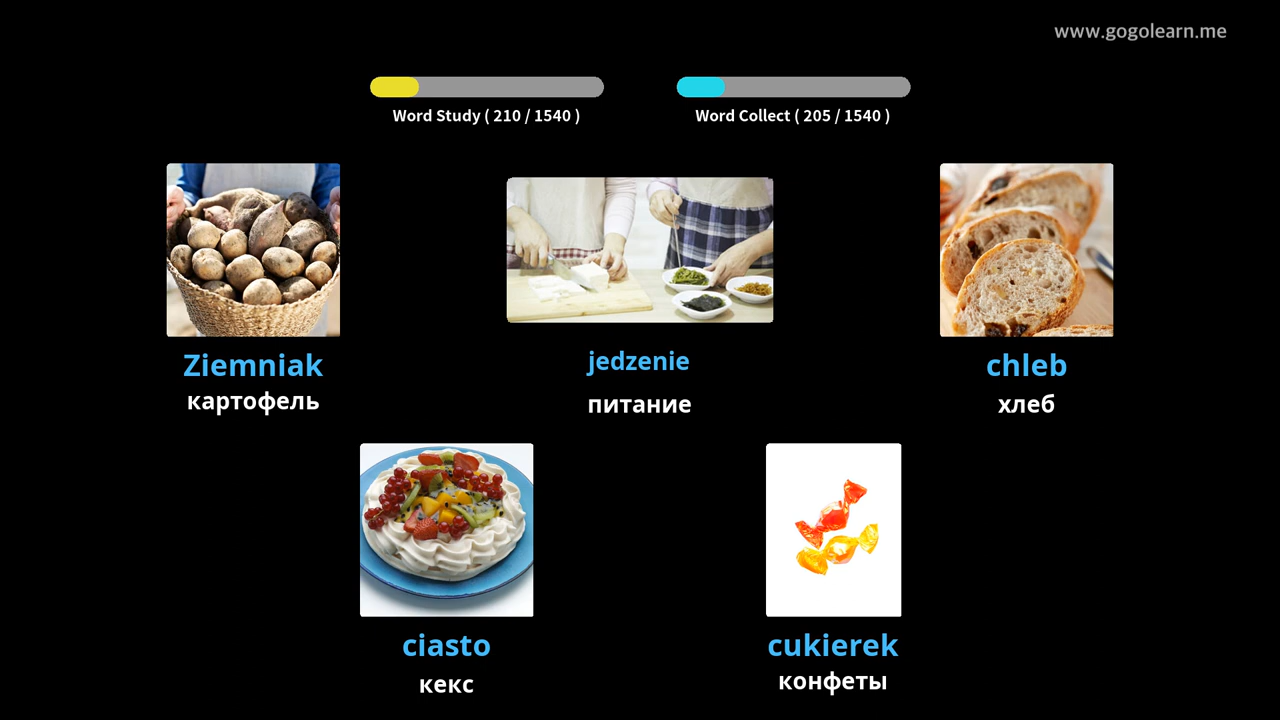 www.gogolearn.me
Word Study ( 210 / 1540 )
Word Collect ( 205 / 1540 )
Ziemniak
картофель
jedzenie
питание
chleb
хлеб
ciasto
кекс
cukierek
конфеты